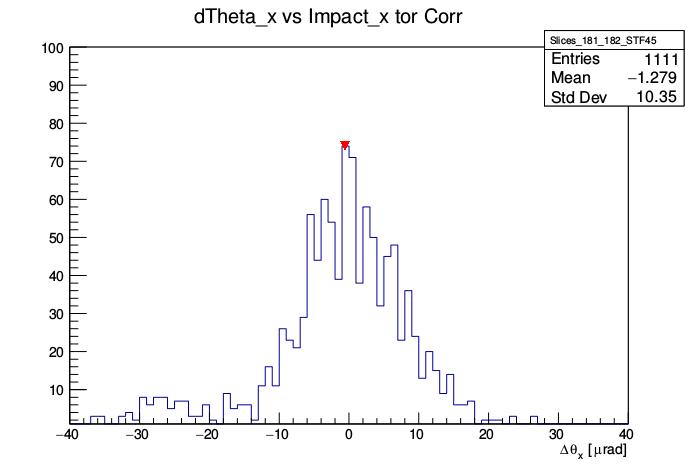 dTheta_x vs Impact_x tor Corr
Slices_181_182_STF45
Entries 1111
Mean −1.279
Std Dev 10.35
100
90
80
70
60
50
40
30
20
10
−40 −30 −20 −10 0 10 20 30 40
Δθx [μrad]